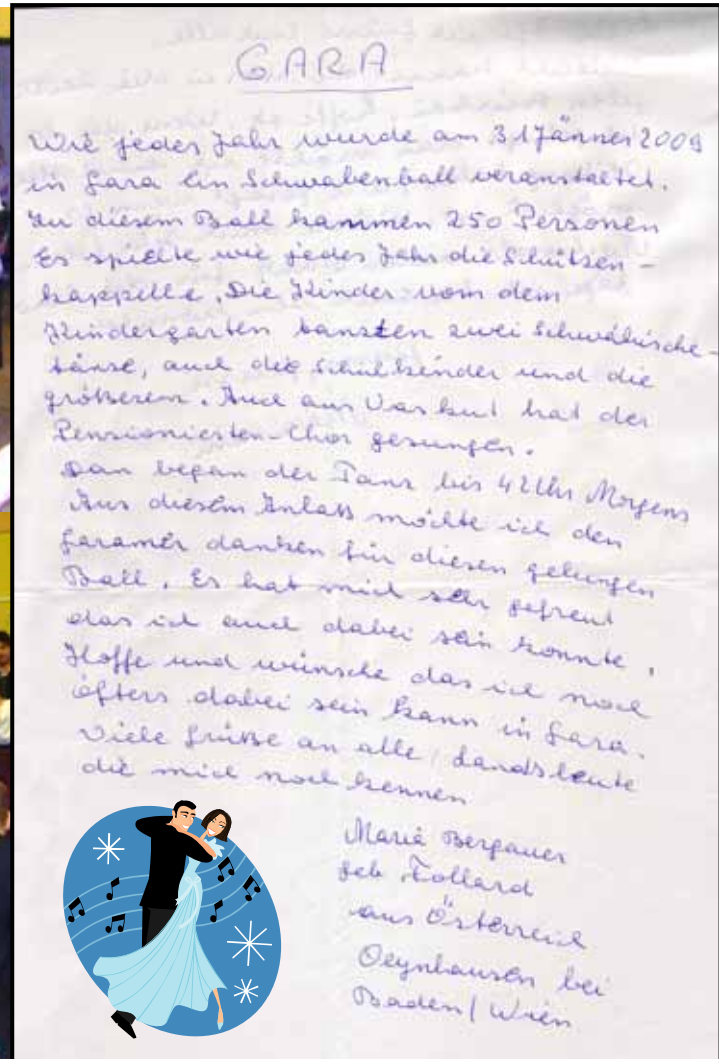 GARA
Wie jedes Jahr wurde am 31 Jänner 2009
in Gara ein Schwabenball veranstaltet.
Zu diesem Ball kammen 250 Personen
Es spielte wie jedes Jahr die Schützen-
kappelle. Die Kinder vom dem
Kindergarten tanzten zwei Schwäbische-
tänze, auch die Schulkinder und die
größeren. Auch aus Vaskut hat der
Pensionisten-Chor gesungen.
Dan began der Tanz bis 4 Uhr Morgens
Aus diesem Anlaß möchte ich den
Garamer danken für diesen gelungen
Ball. Es hat mich sehr gefreut
das ich auch dabei sein konnte.
Hoffe und wünsche das ich noch
öfters dabei sein kann in Gara.
Viele Grüße an alle Landsleute
die mich noch kennen
Maria Bergauer
geb. Follard
aus Österreich
Oeynhausen bei
Baden / Wien